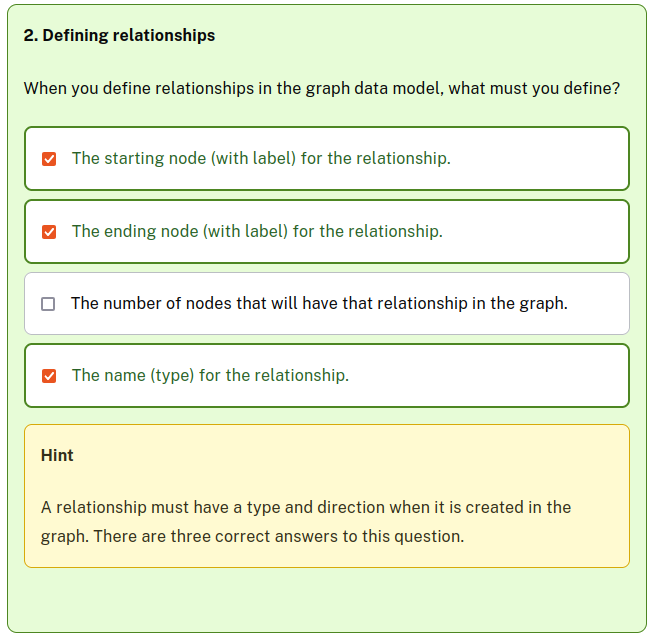 2. Defining relationships
When you define relationships in the graph data model, what must you define?
The starting node (with label) for the relationship.
The ending node (with label) for the relationship.
The number of nodes that will have that relationship in the graph.
The name (type) for the relationship.
Hint
A relationship must have a type and direction when it is created in the
graph. There are three correct answers to this question.